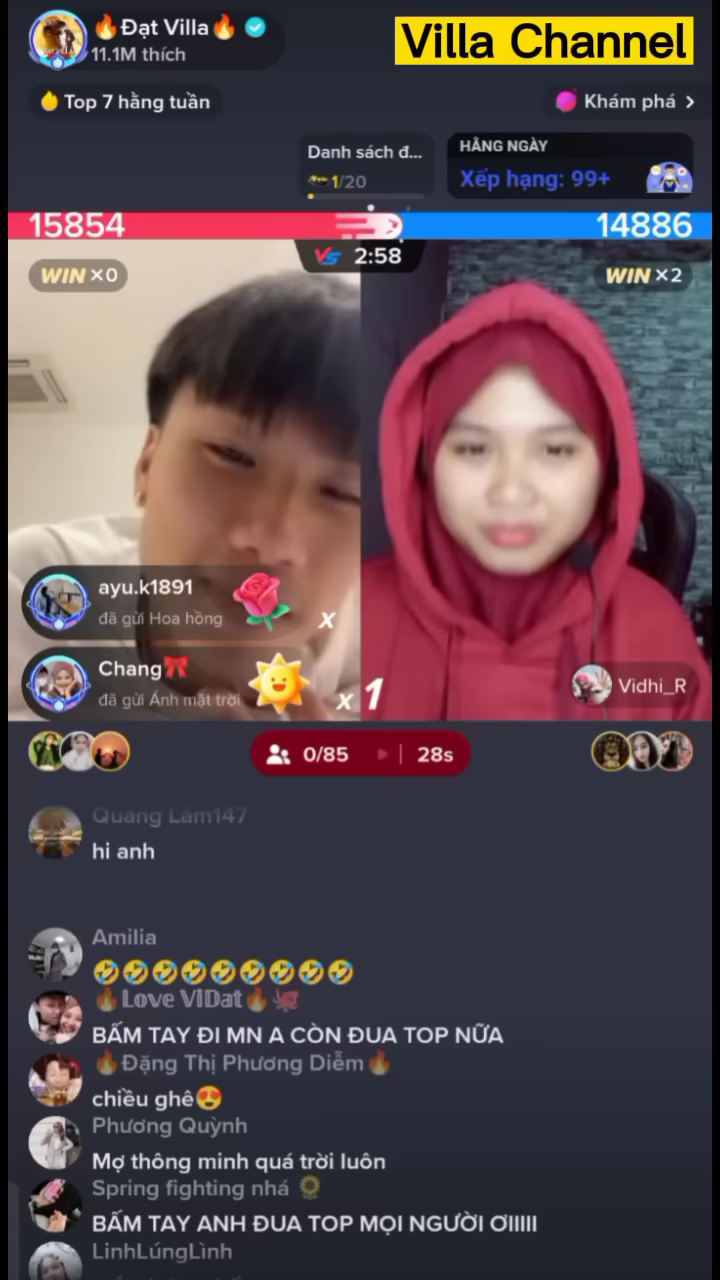 🔥Đạt Villa🔥
11.1M thích
Villa Channel
Top 7 hằng tuần
Khám phá >
Danh sách đ...
1/20
HẰNG NGÀY
Xếp hạng: 99+
15854
14886
VS 2:58
WIN ×0
WIN ×2
ayu.k1891
đã gửi Hoa hồng
x
Chang🎀
đã gửi Ánh mặt trời
x 1
Vidhi_R
0/85
28s
Quang Lâm147
hi anh
Amilia
🤣🤣🤣🤣🤣🤣🤣🤣🤣
🔥𝕃𝕠𝕧𝕖 𝕍𝕚𝔻𝕒𝕥🔥🐙
BẤM TAY ĐI MN A CÒN ĐUA TOP NỮA
🔥Đặng Thị Phương Diễm🔥
chiều ghê😍
Phương Quỳnh
Mợ thông minh quá trời luôn
Spring fighting nhá 🌻
BẤM TAY ANH ĐUA TOP MỌI NGƯỜI ƠIIIII
LinhLúngLình